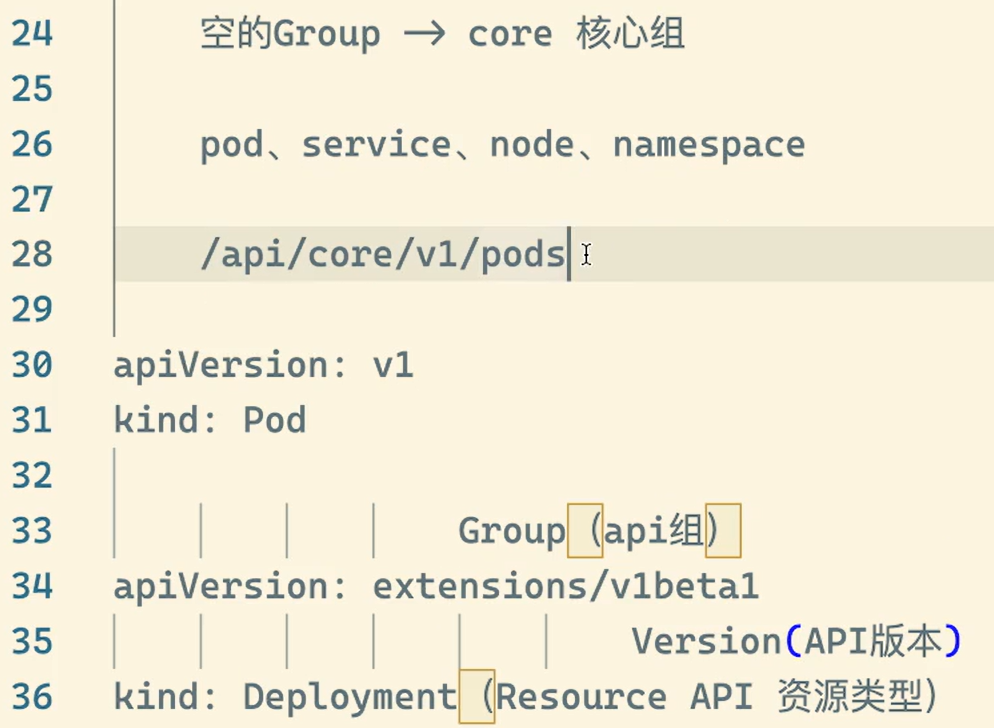 24 空的Group -> core 核心组
25
26 pod、service、node、namespace
27
28 /api/core/v1/pods
29
30 apiVersion: v1
31 kind: Pod
32
33 Group（api组）
34 apiVersion: extensions/v1beta1
35 Version(API版本)
36 kind: Deployment（Resource API 资源类型)